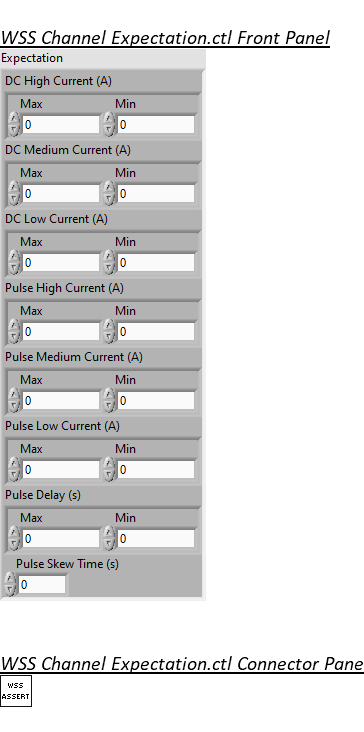 WSS Channel Expectation.ctl Front Panel
Expectation
DC High Current (A)
Max Min
0 0
DC Medium Current (A)
Max Min
0 0
DC Low Current (A)
Max Min
0 0
Pulse High Current (A)
Max Min
0 0
Pulse Medium Current (A)
Max Min
0 0
Pulse Low Current (A)
Max Min
0 0
Pulse Delay (s)
Max Min
0 0
Pulse Skew Time (s)
0
WSS Channel Expectation.ctl Connector Pane
WSS
ASSERT